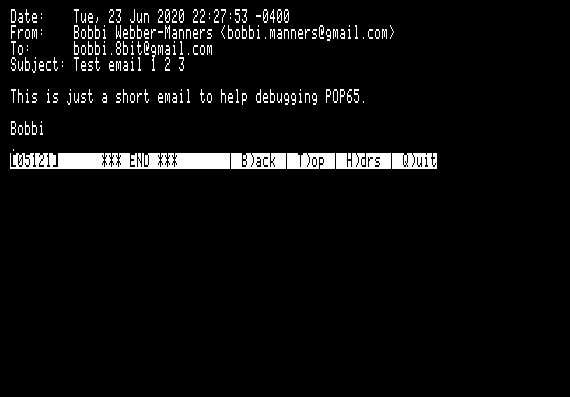 Date:    Tue, 23 Jun 2020 22:27:53 -0400
From:    Bobbi Webber-Manners <bobbi.manners@gmail.com>
To:      bobbi.8bit@gmail.com
Subject: Test email 1 2 3

This is just a short email to help debugging POP65.

Bobbi
.
[05121]      *** END ***       | B)ack | T)op | H)drs | Q)uit